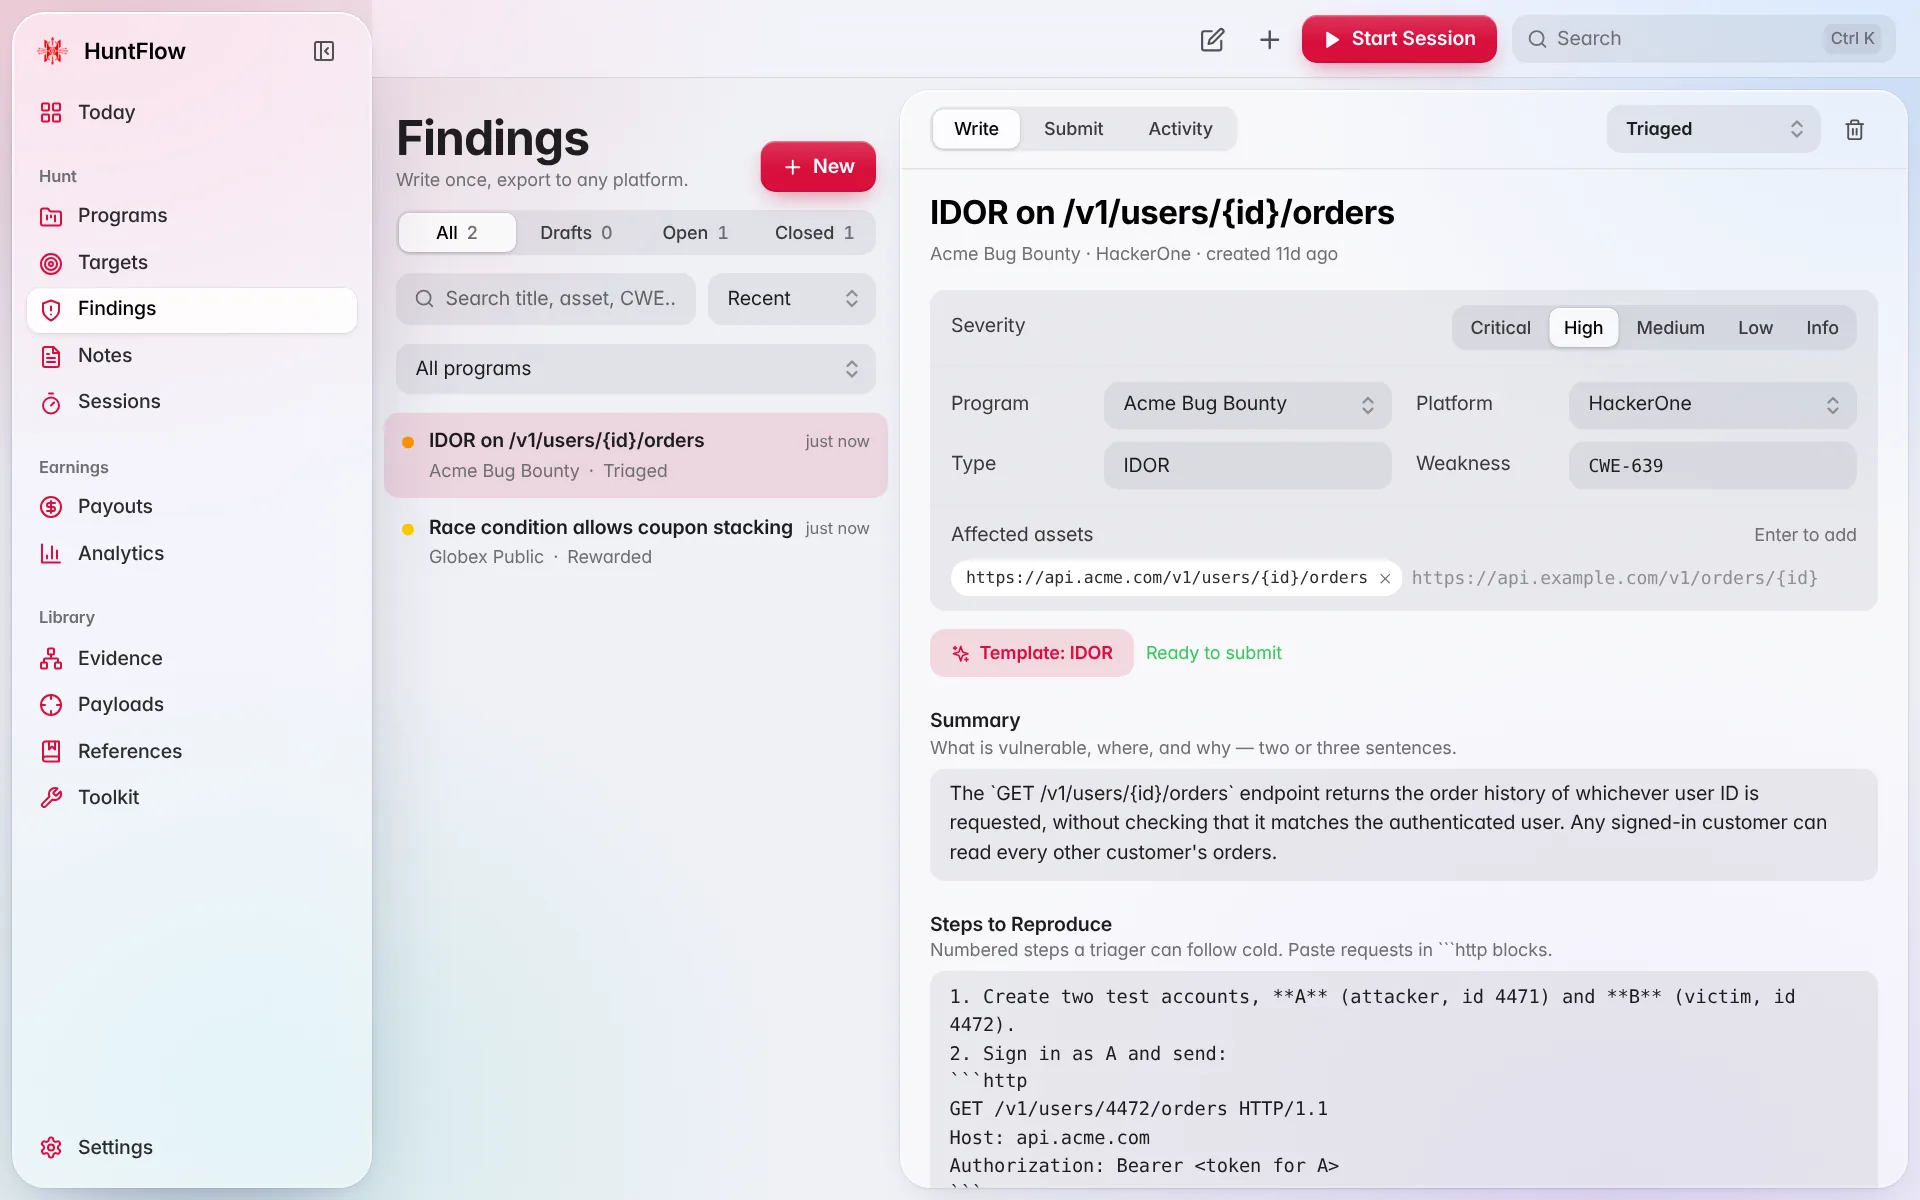 HuntFlow
Today
Hunt
Programs
Targets
Findings
Notes
Sessions
Earnings
Payouts
Analytics
Library
Evidence
Payloads
References
Toolkit
Settings
Start Session
Search
Ctrl K
Findings
Write once, export to any platform.
New
All 2
Drafts 0
Open 1
Closed 1
Search title, asset, CWE..
Recent
All programs
IDOR on /v1/users/{id}/orders
just now
Acme Bug Bounty · Triaged
Race condition allows coupon stacking
just now
Globex Public · Rewarded
Write
Submit
Activity
Triaged
IDOR on /v1/users/{id}/orders
Acme Bug Bounty · HackerOne · created 11d ago
Severity
Critical
High
Medium
Low
Info
Program
Acme Bug Bounty
Platform
HackerOne
Type
IDOR
Weakness
CWE-639
Affected assets
Enter to add
https://api.acme.com/v1/users/{id}/orders
https://api.example.com/v1/orders/{id}
Template: IDOR
Ready to submit
Summary
What is vulnerable, where, and why — two or three sentences.
The `GET /v1/users/{id}/orders` endpoint returns the order history of whichever user ID is
requested, without checking that it matches the authenticated user. Any signed-in customer can
read every other customer's orders.
Steps to Reproduce
Numbered steps a triager can follow cold. Paste requests in ```http blocks.
1. Create two test accounts, **A** (attacker, id 4471) and **B** (victim, id
4472).
2. Sign in as A and send:
```http
GET /v1/users/4472/orders HTTP/1.1
Host: api.acme.com
Authorization: Bearer <token for A>
```